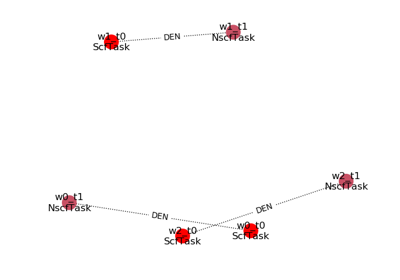 w1_t0
ScrTask
DEN
w1_t1
NscrTask
w0_t1
NscrTask
DEN
w2_t0
ScrTask
w0_t0
ScrTask
DEN
w2_t1
NscrTask